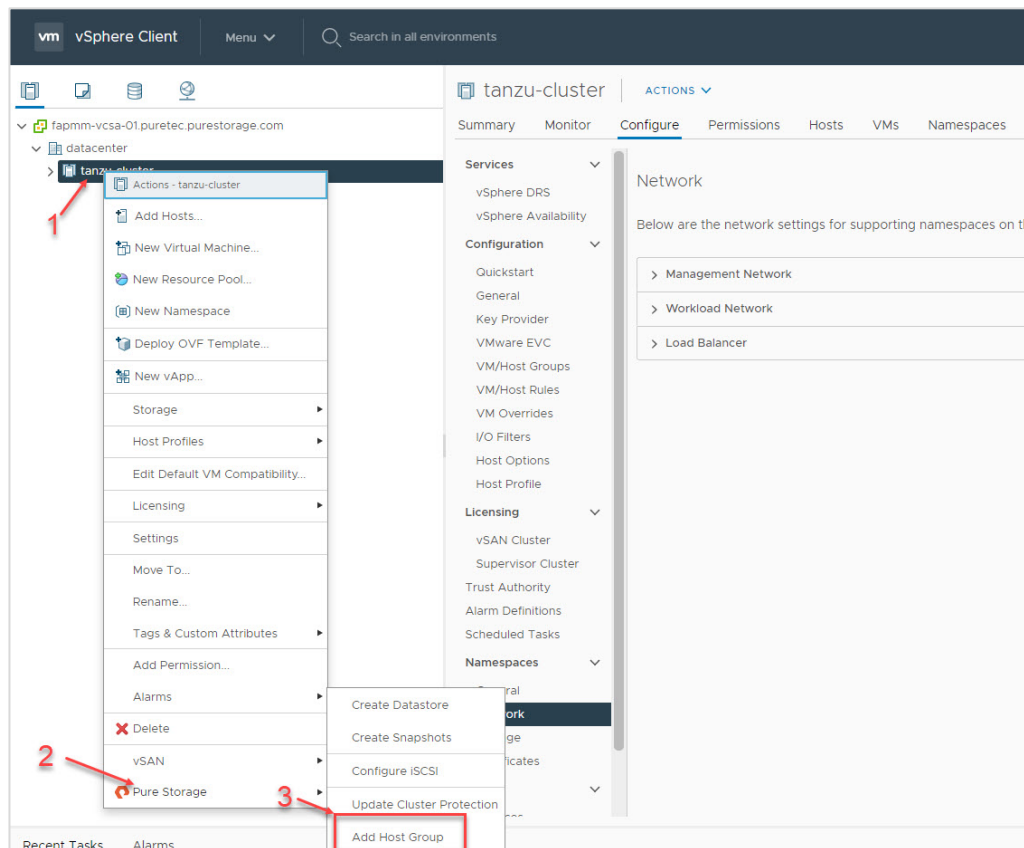 vm vSphere Client Menu Search in all environments
tanzu-cluster ACTIONS
Summary Monitor Configure Permissions Hosts VMs Namespaces
fapmm-vcsa-01.puretec.purestorage.com
datacenter
tanzu-cluster
1
Actions - tanzu-cluster
Add Hosts...
New Virtual Machine...
New Resource Pool...
New Namespace
Deploy OVF Template...
New vApp...
Storage
Host Profiles
Edit Default VM Compatibility...
Licensing
Settings
Move To...
Rename...
Tags & Custom Attributes
Add Permission...
Alarms
Delete
vSAN
2
Pure Storage
Create Datastore
Create Snapshots
Configure iSCSI
Update Cluster Protection
3
Add Host Group
Services
vSphere DRS
vSphere Availability
Configuration
Quickstart
General
Key Provider
VMware EVC
VM/Host Groups
VM/Host Rules
VM Overrides
I/O Filters
Host Options
Host Profile
Licensing
vSAN Cluster
Supervisor Cluster
Trust Authority
Alarm Definitions
Scheduled Tasks
Namespaces
Network
Below are the network settings for supporting namespaces on
Management Network
Workload Network
Load Balancer
Recent Tasks Alarms